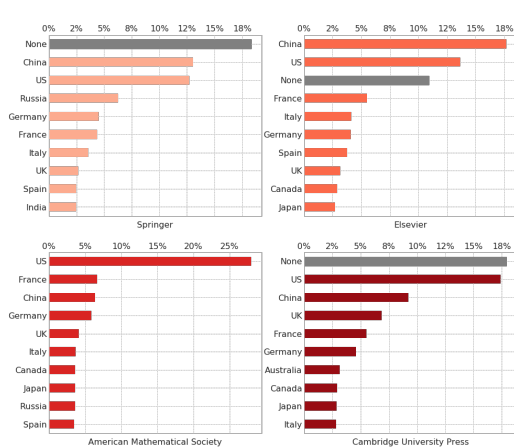 0% 2% 5% 8% 10% 12% 15% 18%
None
China
US
Russia
Germany
France
Italy
UK
Spain
India
Springer
0% 2% 5% 8% 10% 12% 15% 18%
China
US
None
France
Italy
Germany
Spain
UK
Canada
Japan
Elsevier
0% 5% 10% 15% 20% 25%
US
France
China
Germany
UK
Italy
Canada
Japan
Russia
Spain
American Mathematical Society
0% 2% 5% 8% 10% 12% 15% 18%
None
US
China
UK
France
Germany
Australia
Canada
Japan
Italy
Cambridge University Press